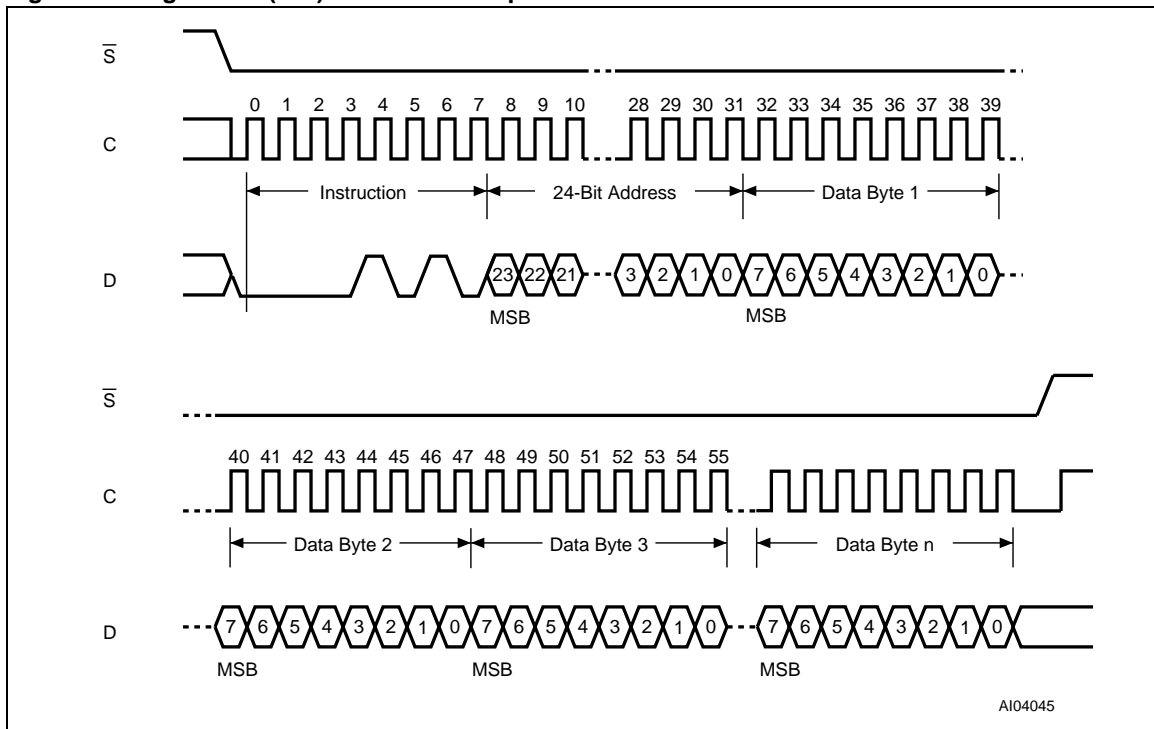 S
0 1 2 3 4 5 6 7 8 9 10 28 29 30 31 32 33 34 35 36 37 38 39
C
Instruction 24-Bit Address Data Byte 1
D 23 22 21 3 2 1 0 7 6 5 4 3 2 1 0
MSB MSB
S
40 41 42 43 44 45 46 47 48 49 50 51 52 53 54 55
C
Data Byte 2 Data Byte 3 Data Byte n
D 7 6 5 4 3 2 1 0 7 6 5 4 3 2 1 0 7 6 5 4 3 2 1 0
MSB MSB MSB
AI04045